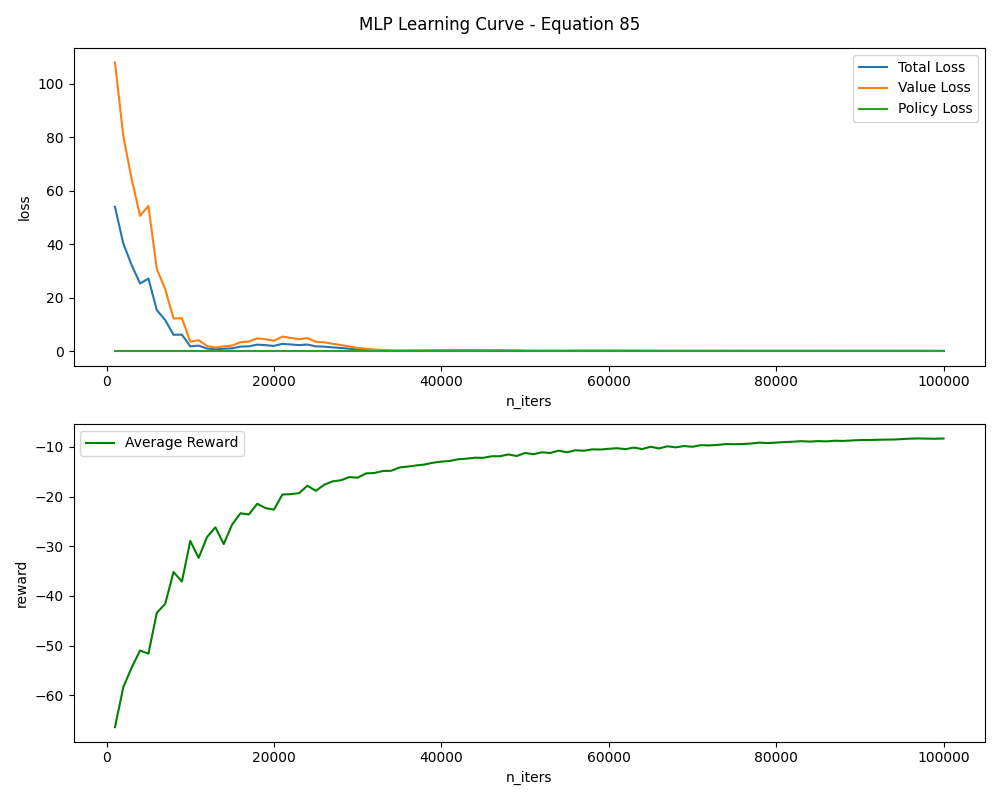 MLP Learning Curve - Equation 85
100
80
60
40
20
0
loss
Total Loss
Value Loss
Policy Loss
0 20000 40000 60000 80000 100000
n_iters
−10
−20
−30
−40
−50
−60
reward
Average Reward
0 20000 40000 60000 80000 100000
n_iters